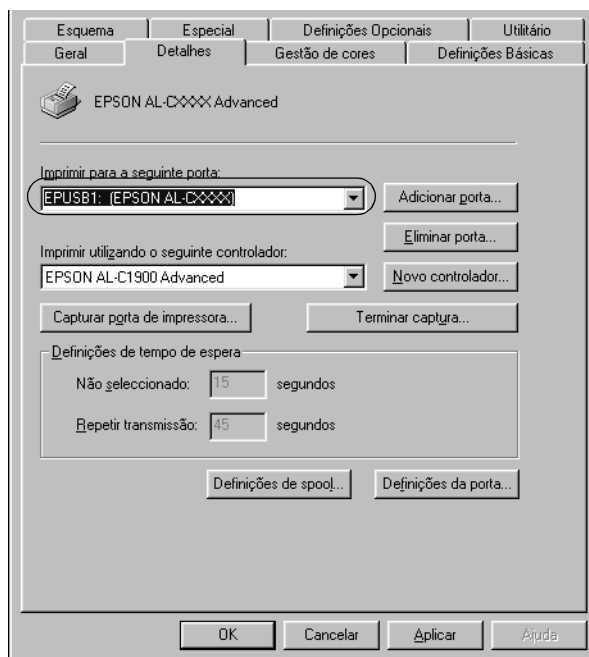 Esquema Especial Definições Opcionais Utilitário
Geral Detalhes Gestão de cores Definições Básicas
EPSON AL-CXXXX Advanced
Imprimir para a seguinte porta:
EPUSB1: (EPSON AL-CXXXX) Adicionar porta...
Eliminar porta...
Imprimir utilizando o seguinte controlador:
EPSON AL-C1900 Advanced Novo controlador...
Capturar porta de impressora... Terminar captura...
Definições de tempo de espera
Não seleccionado: 15 segundos
Repetir transmissão: 45 segundos
Definições de spool... Definições da porta...
OK Cancelar Aplicar Ajuda